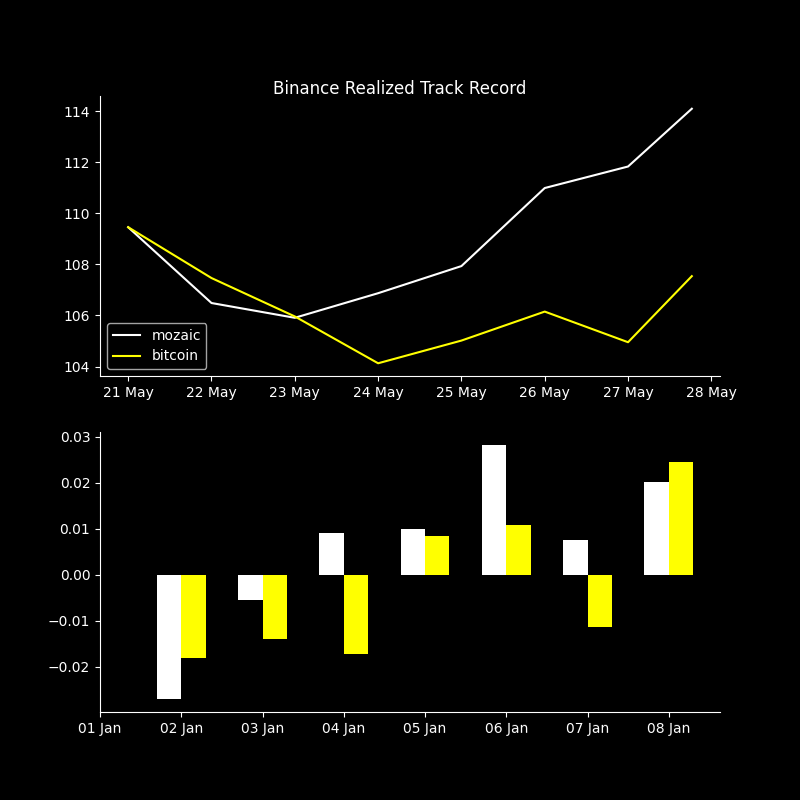 Binance Realized Track Record
114
112
110
108
106
104
mozaic
bitcoin
21 May 22 May 23 May 24 May 25 May 26 May 27 May 28 May
0.03
0.02
0.01
0.00
−0.01
−0.02
01 Jan 02 Jan 03 Jan 04 Jan 05 Jan 06 Jan 07 Jan 08 Jan